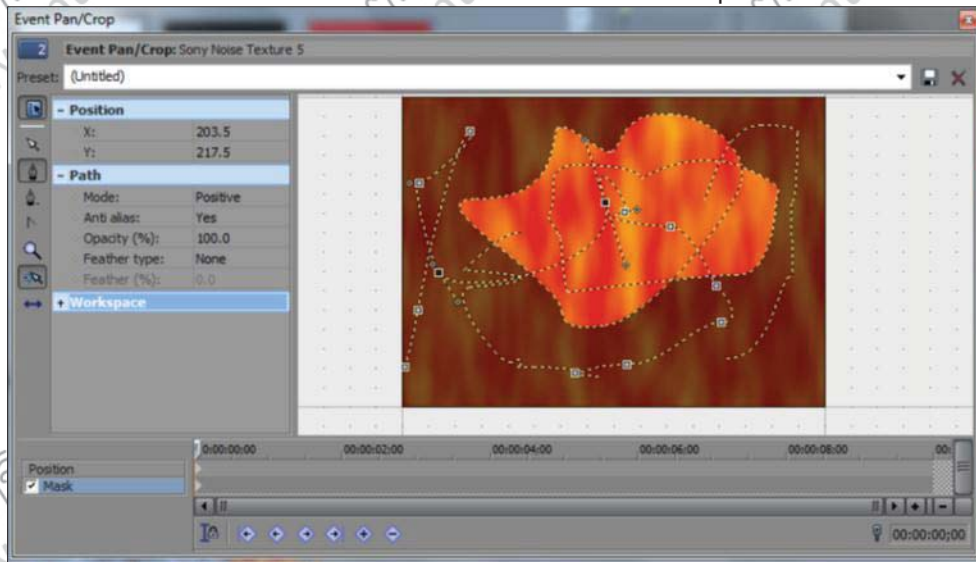 Event Pan/Crop
2 Event Pan/Crop: Sony Noise Texture 5
Preset: (Untitled)
- Position
X: 203.5
Y: 217.5
- Path
Mode: Positive
Anti alias: Yes
Opacity (%): 100.0
Feather type: None
Feather (%): 0.0
+ Workspace
0:00:00;00 00:00:02;00 00:00:04;00 00:00:06;00 00:00:08;00 00:
Position
Mask
00:00:00;00